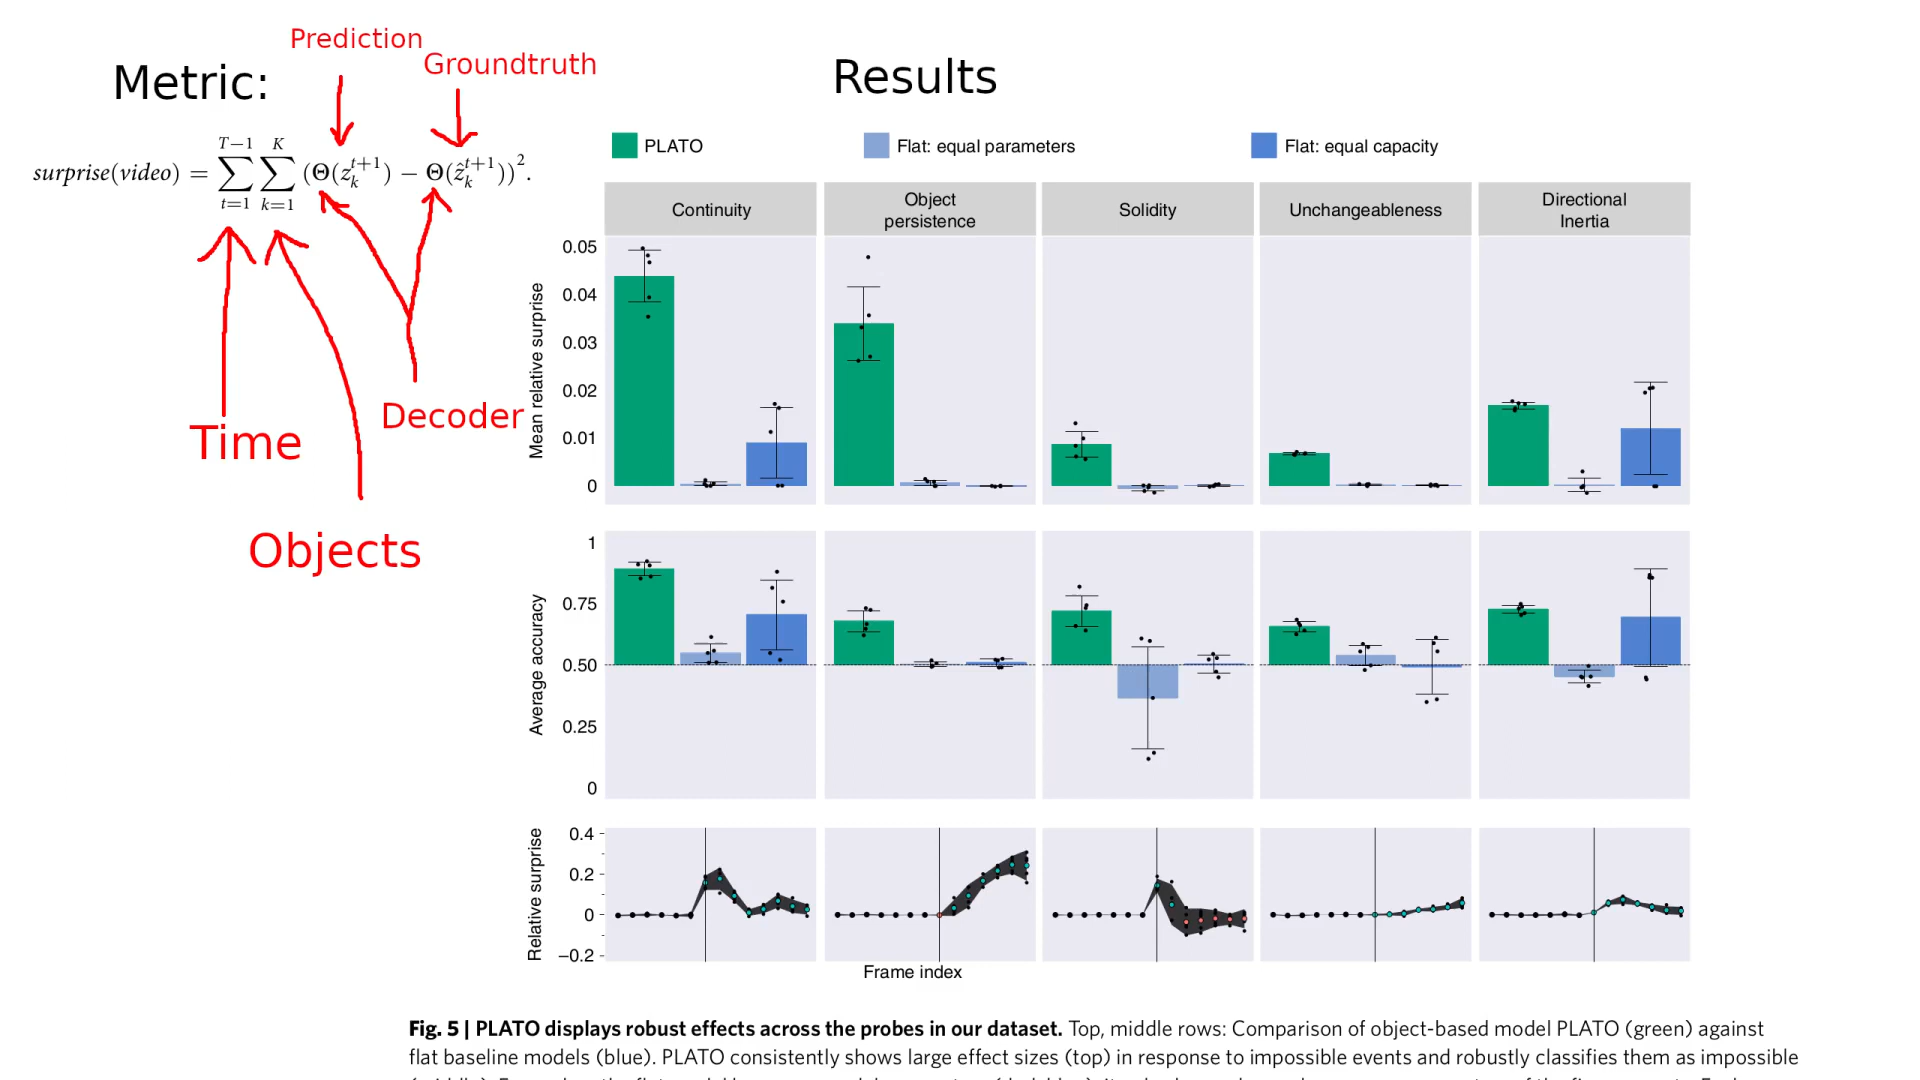 Prediction
Groundtruth
Metric:
Results
surprise(video) = \sum_{t=1}^{T−1} \sum_{k=1}^{K} (Θ(z_k^{t+1}) − Θ(ẑ_k^{t+1}))^2.
Time
Decoder
Objects
PLATO
Flat: equal parameters
Flat: equal capacity
Continuity
Object
persistence
Solidity
Unchangeableness
Directional
Inertia
Mean relative surprise
0.05
0.04
0.03
0.02
0.01
0
Average accuracy
1
0.75
0.50
0.25
0
Relative surprise
0.4
0.2
0
−0.2
Frame index
Fig. 5 | PLATO displays robust effects across the probes in our dataset. Top, middle rows: Comparison of object-based model PLATO (green) against
flat baseline models (blue). PLATO consistently shows large effect sizes (top) in response to impossible events and robustly classifies them as impossible